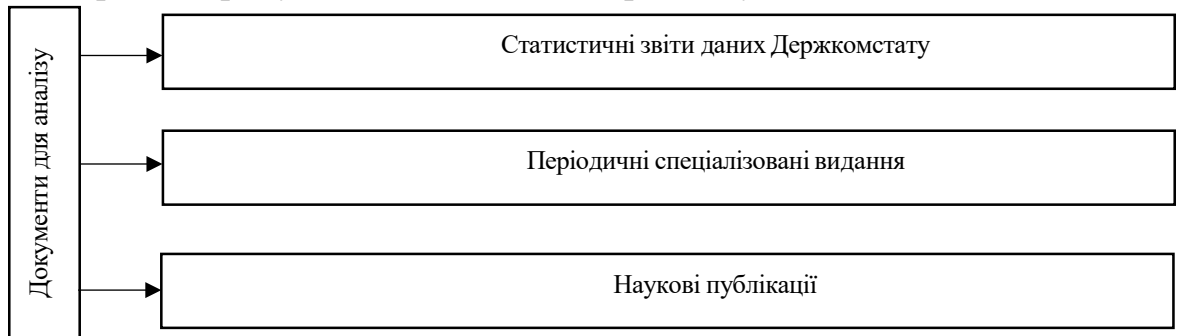 Документи для аналізу
Статистичні звіти даних Держкомстату
Періодичні спеціалізовані видання
Наукові публікації